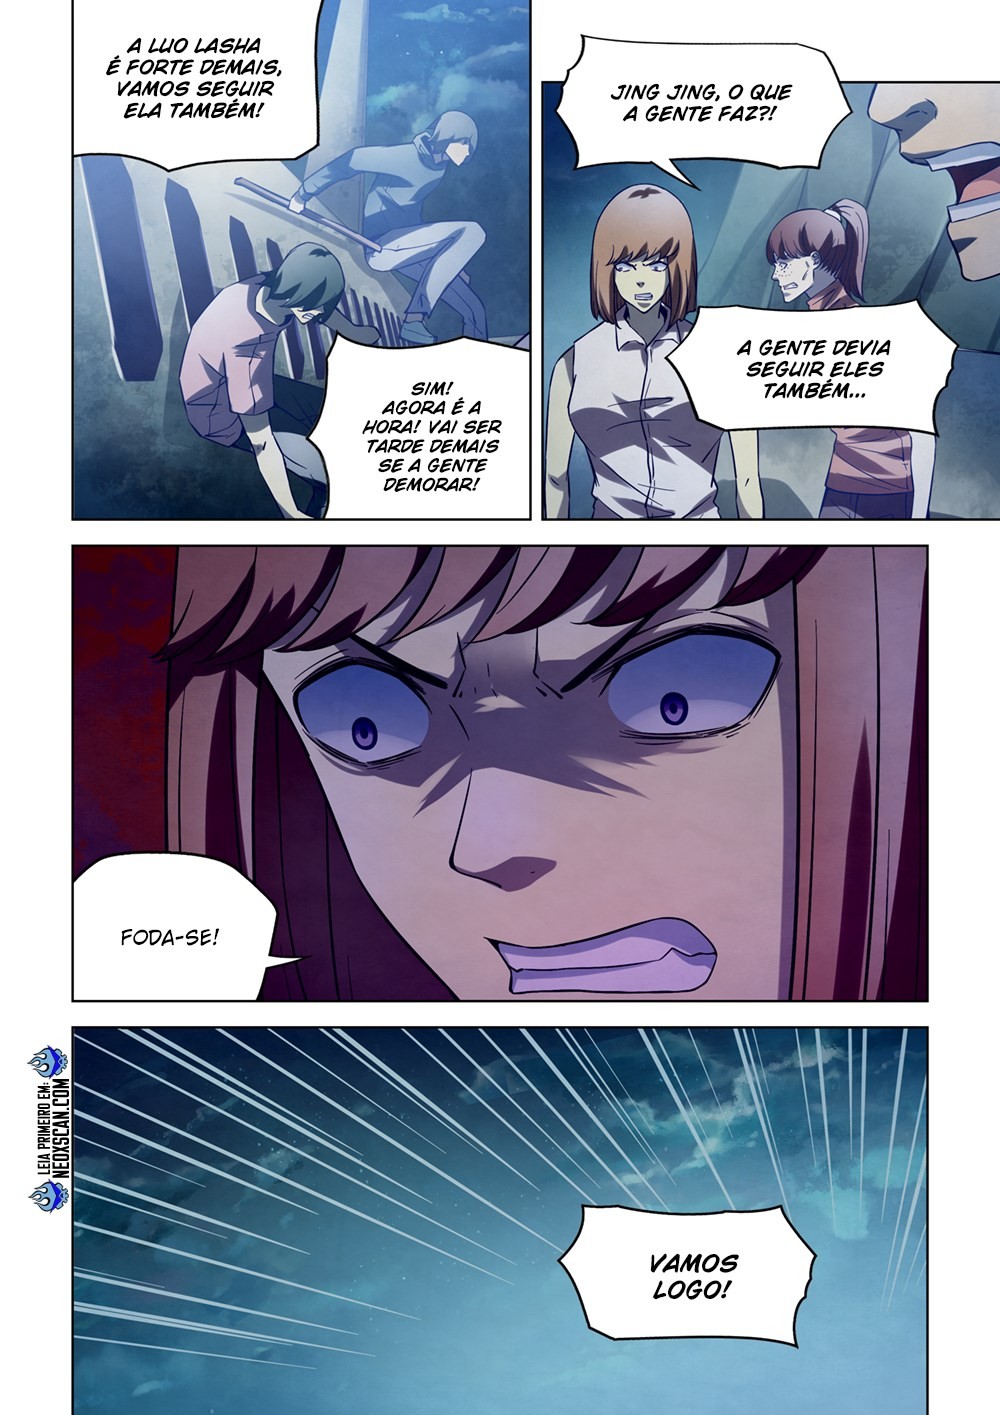 A LUO LASHA
É FORTE DEMAIS,
VAMOS SEGUIR
ELA TAMBÉM!
SIM!
AGORA É A
HORA! VAI SER
TARDE DEMAIS
SE A GENTE
DEMORAR!
JING JING, O QUE
A GENTE FAZ?!
A GENTE DEVIA
SEGUIR ELES
TAMBÉM...
FODA-SE!
LEIA PRIMEIRO EM:
NEOXSCAN.COM
VAMOS
LOGO!